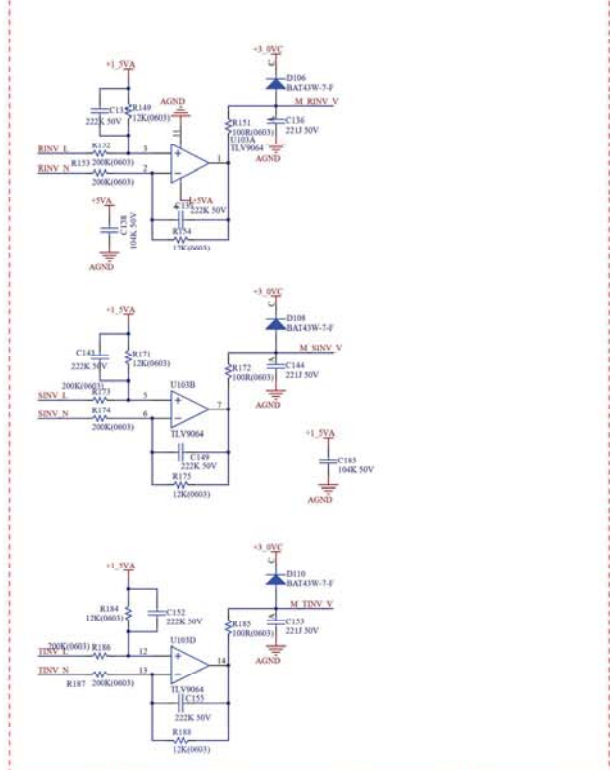 +3_0VC
C
D106
BAT43W-7-F
+1_5VA
AGND
M_RINV_V
R149
222K 50V
12K(0603)
11
R151
100R(0603)
U103A
TLV9064
A
C136
221J 50V
AGND
RINV_L
3
200K(0603)
1
RINV_N
R153
2
200K(0603)
+5VA
+5VA
222K 50V
C138
104K 50V
R154
12K(0603)
AGND
+3_0VC
C
D108
BAT43W-7-F
+1_5VA
M_SINV_V
C141
222K 50V
R171
12K(0603)
R172
100R(0603)
A
C144
221J 50V
AGND
200K(0603)
U103B
SINV_L
R173
5
SINV_N
R174
6
7
200K(0603)
TLV9064
C149
222K 50V
R175
12K(0603)
+1_5VA
C185
104K 50V
AGND
+3_0VC
C
D110
BAT43W-7-F
+1_5VA
M_TINV_V
R184
12K(0603)
C152
222K 50V
R185
100R(0603)
A
C153
221J 50V
AGND
200K(0603)
R186
U103D
TINV_L
12
TINV_N
13
14
R187
200K(0603)
TLV9064
C155
222K 50V
R188
12K(0603)